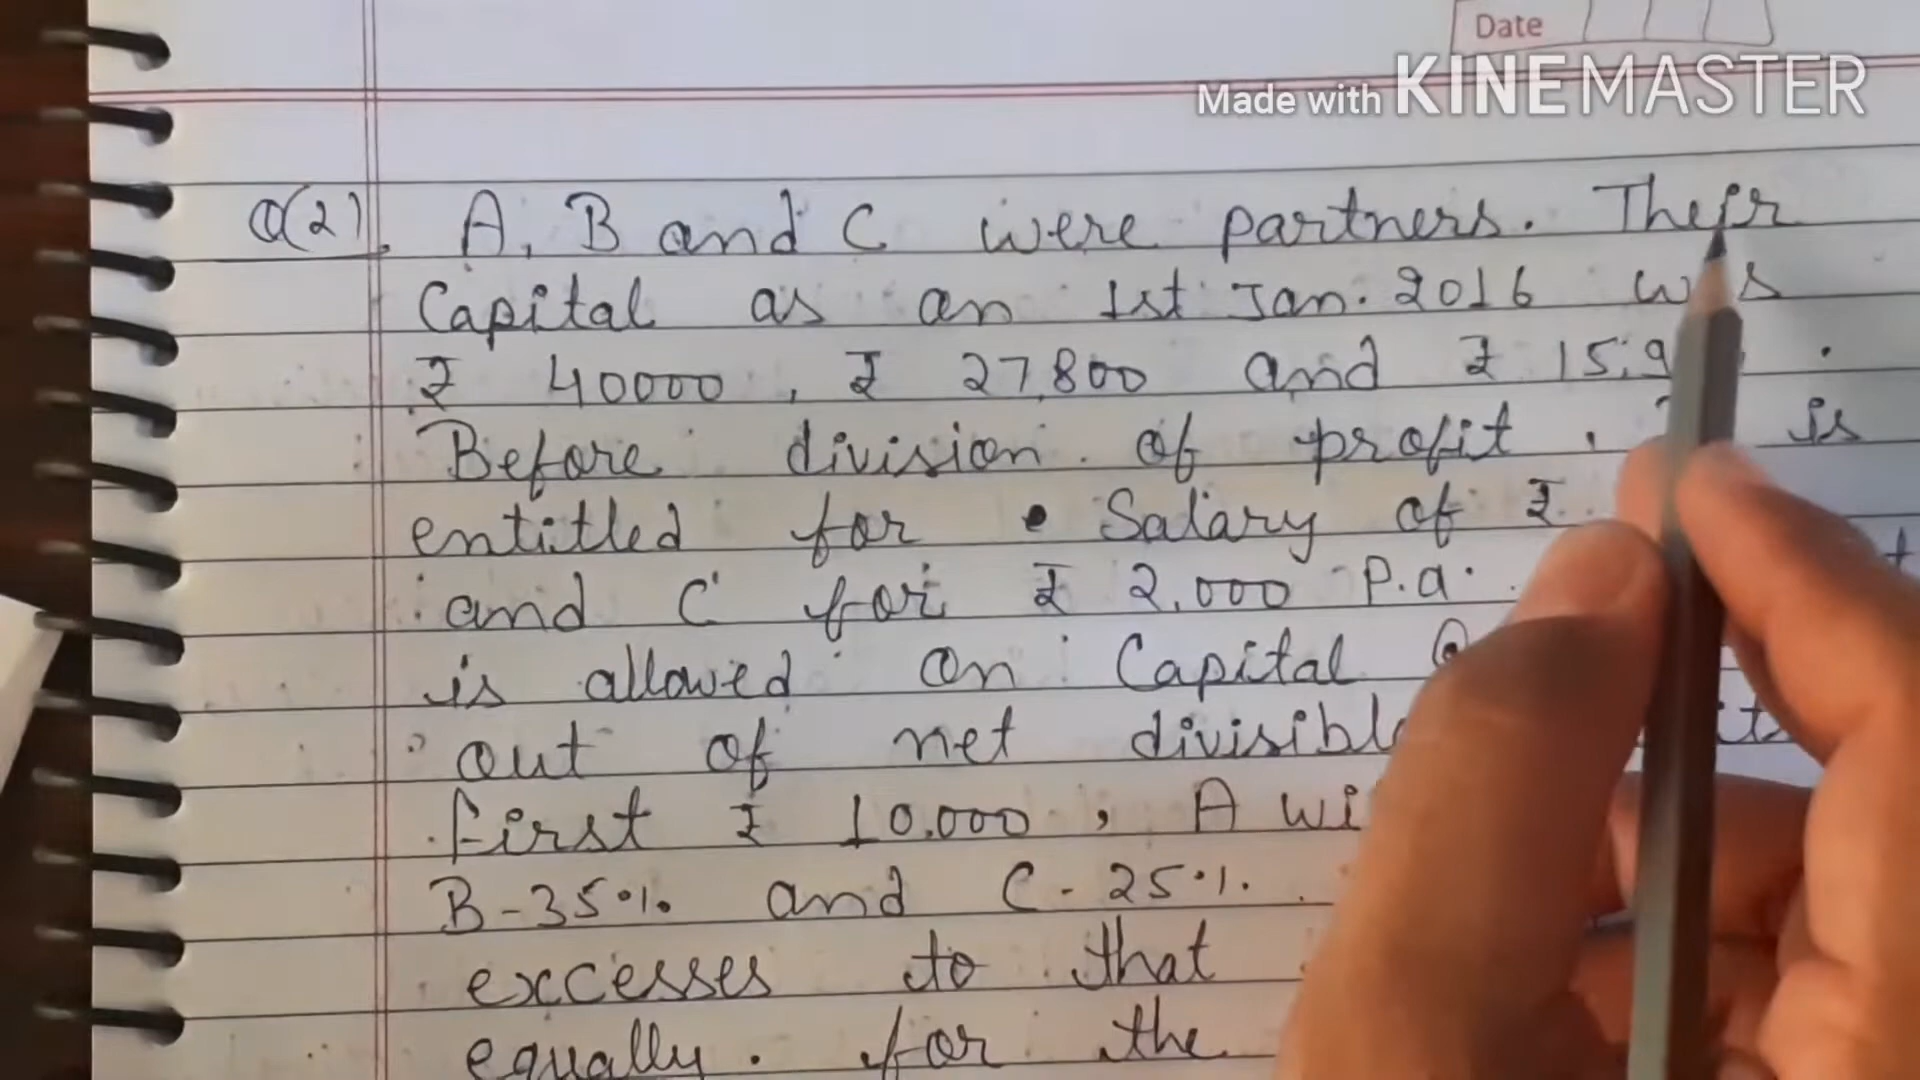 Date
Made with KINEMASTER
Q(2). A, B and C were partners. Their
Capital as on 1st Jan. 2016 was
₹ 40000, ₹ 27,800 and ₹ 15,9
Before division of profit, is
entitled for Salary of ₹
and C for ₹ 2,000 P.a.
is allowed on Capital @
out of net
first ₹ 10,000, A
B-35% and C-25%.
excesses to that
equally. for the